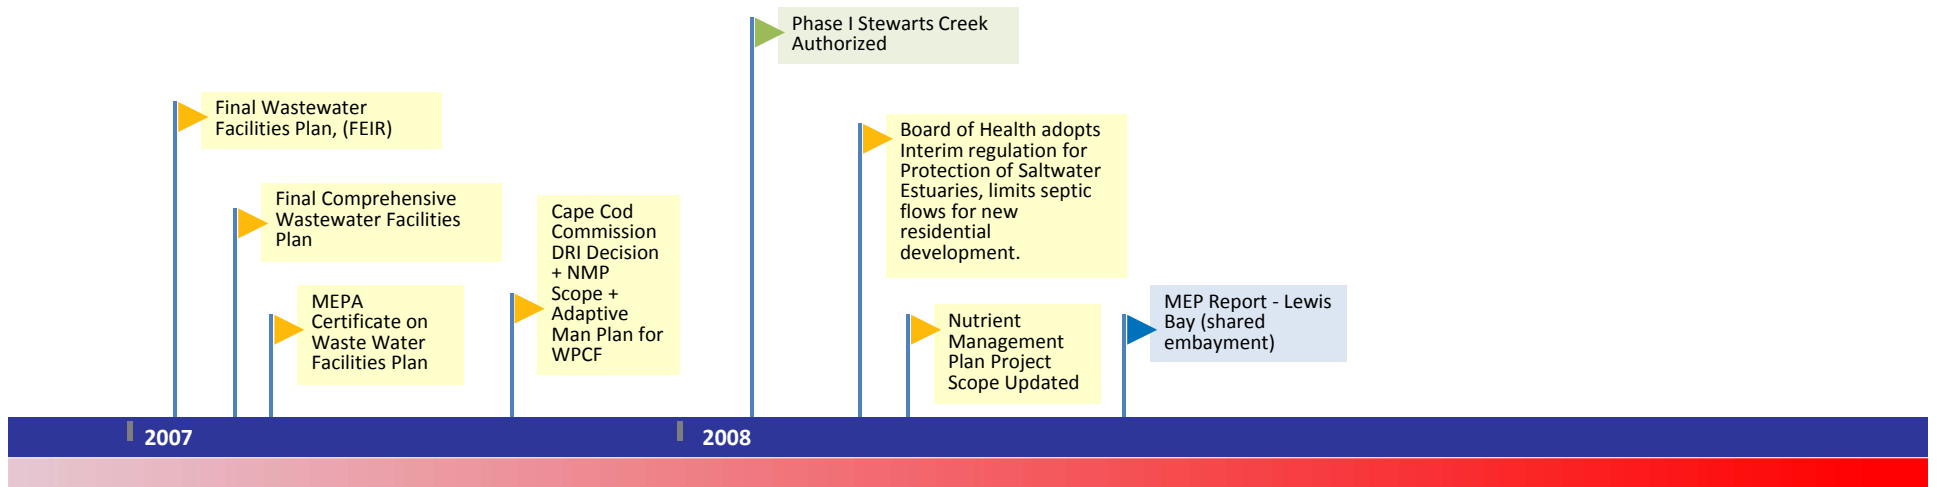 Phase I Stewarts Creek
Authorized
Final Wastewater
Facilities Plan, (FEIR)
Final Comprehensive
Wastewater Facilities
Plan
MEPA
Certificate on
Waste Water
Facilities Plan
Cape Cod
Commission
DRI Decision
+ NMP
Scope +
Adaptive
Man Plan for
WPCF
Board of Health adopts
Interim regulation for
Protection of Saltwater
Estuaries, limits septic
flows for new
residential
development.
Nutrient
Management
Plan Project
Scope Updated
MEP Report - Lewis
Bay (shared
embayment)
2007
2008